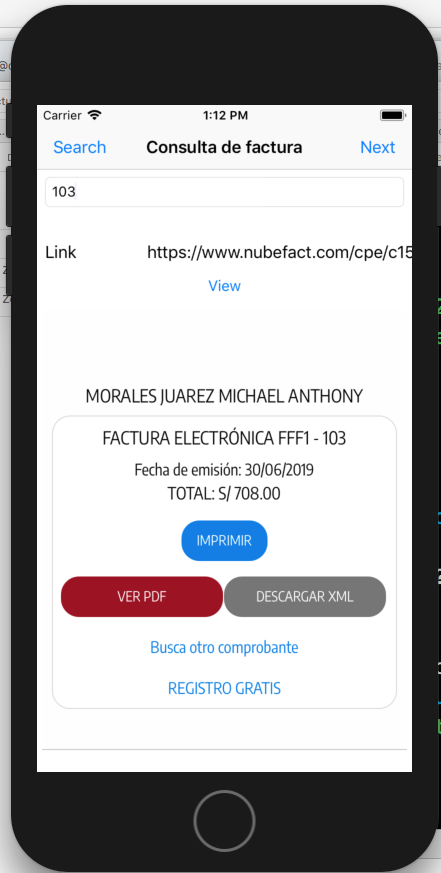 Carrier 1:12 PM
Search Consulta de factura Next
103
Link https://www.nubefact.com/cpe/c15
View
MORALES JUAREZ MICHAEL ANTHONY
FACTURA ELECTRÓNICA FFF1 - 103
Fecha de emisión: 30/06/2019
TOTAL: S/ 708.00
IMPRIMIR
VER PDF DESCARGAR XML
Busca otro comprobante
REGISTRO GRATIS